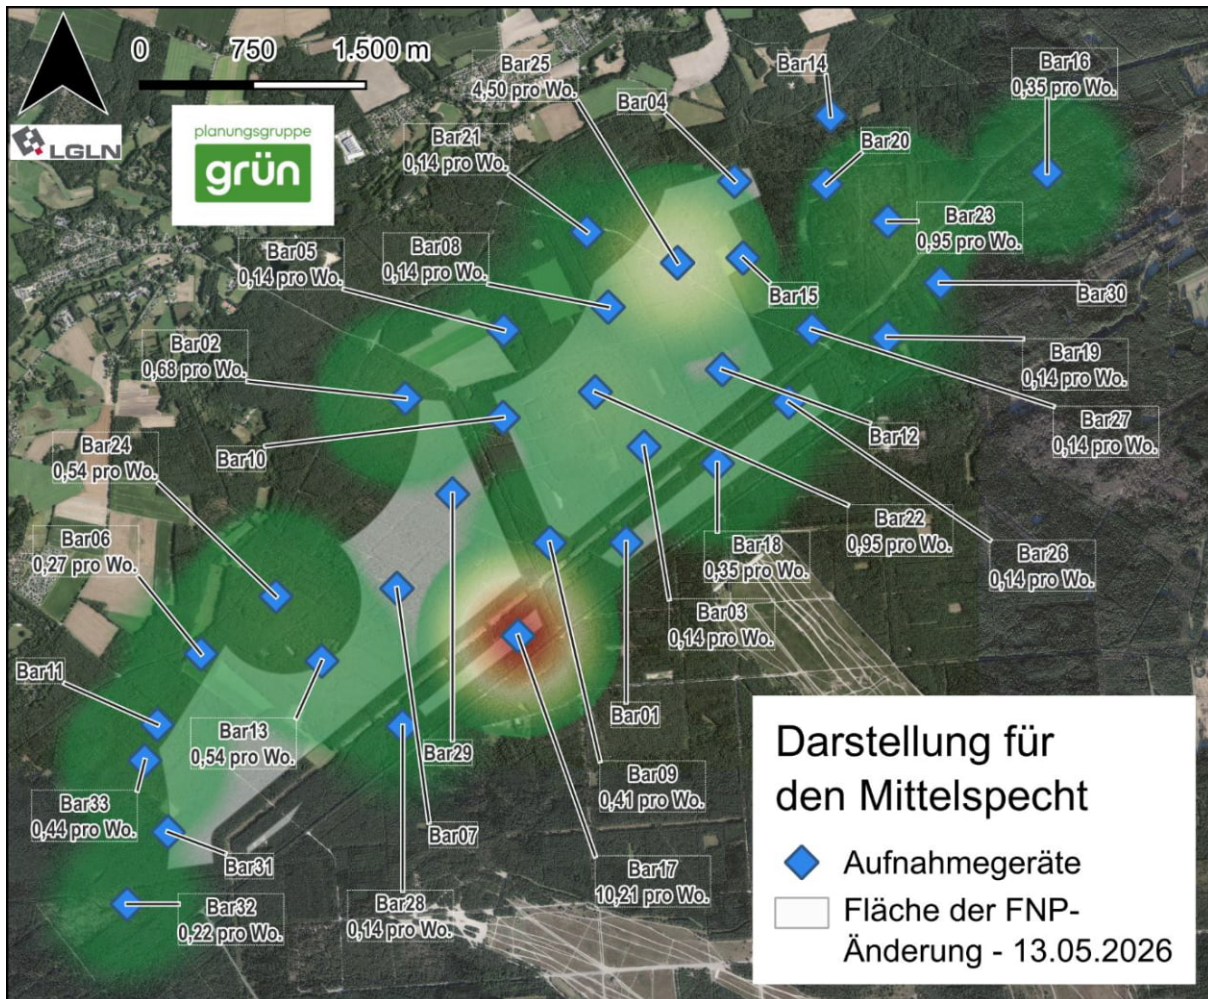 0 750 1.500 m
LGLN
planungsgruppe
grün
Bar25
4,50 pro Wo.
Bar14
Bar16
0,35 pro Wo.
Bar04
Bar21
0,14 pro Wo.
Bar20
Bar23
0,95 pro Wo.
Bar05
0,14 pro Wo.
Bar08
0,14 pro Wo.
Bar15
Bar30
Bar02
0,68 pro Wo.
Bar19
0,14 pro Wo.
Bar27
0,14 pro Wo.
Bar12
Bar10
Bar24
0,54 pro Wo.
Bar22
0,95 pro Wo.
Bar06
0,27 pro Wo.
Bar18
0,35 pro Wo.
Bar26
0,14 pro Wo.
Bar03
0,14 pro Wo.
Bar11
Bar13
0,54 pro Wo.
Bar01
Bar29
Bar09
0,41 pro Wo.
Bar33
0,44 pro Wo.
Bar07
Bar31
Bar17
10,21 pro Wo.
Bar32
0,22 pro Wo.
Bar28
0,14 pro Wo.
Darstellung für
den Mittelspecht
Aufnahmegeräte
Fläche der FNP-
Änderung - 13.05.2026